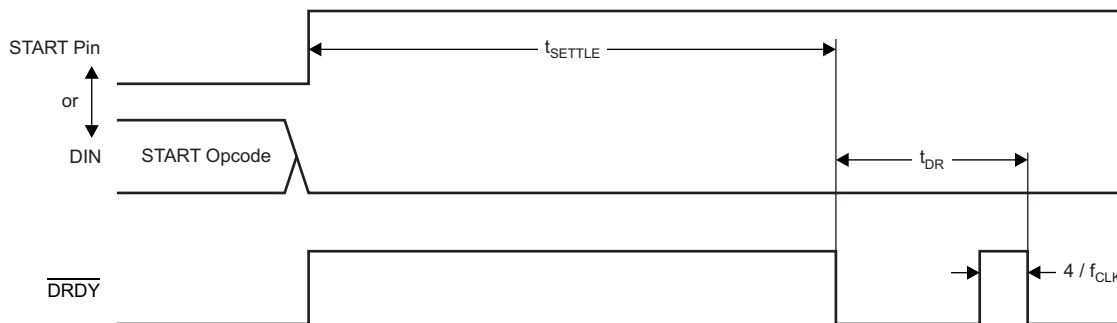 START Pin
or
DIN
START Opcode
tSETTLE
tDR
DRDY
4 / fCLK